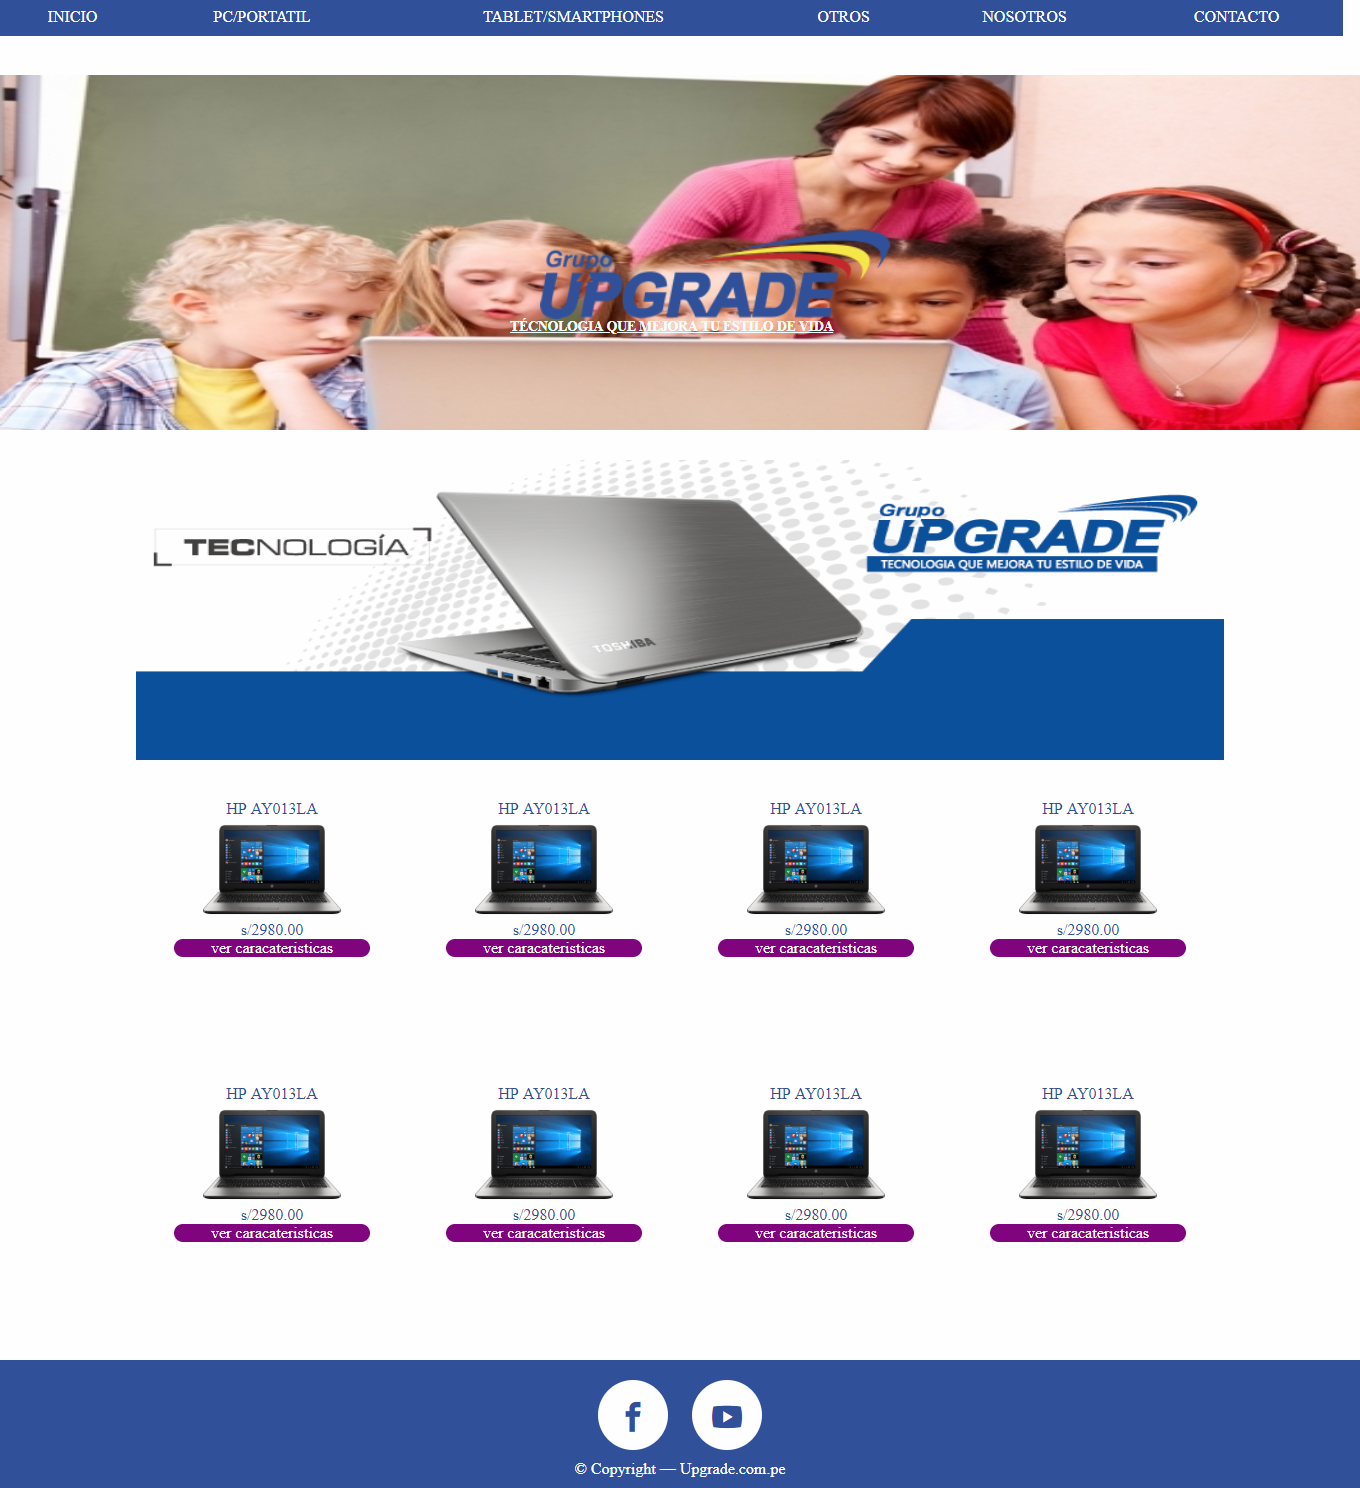 INICIO PC/PORTATIL TABLET/SMARTPHONES OTROS NOSOTROS CONTACTO
Grupo
UPGRADE
TÉCNOLOGIA QUE MEJORA TU ESTILO DE VIDA
TECNOLOGÍA
Grupo
UPGRADE
TECNOLOGIA QUE MEJORA TU ESTILO DE VIDA
TOSHIBA
HP AY013LA HP AY013LA HP AY013LA HP AY013LA
s/2980.00 s/2980.00 s/2980.00 s/2980.00
ver caracateristicas ver caracateristicas ver caracateristicas ver caracateristicas
HP AY013LA HP AY013LA HP AY013LA HP AY013LA
s/2980.00 s/2980.00 s/2980.00 s/2980.00
ver caracateristicas ver caracateristicas ver caracateristicas ver caracateristicas
© Copyright — Upgrade.com.pe